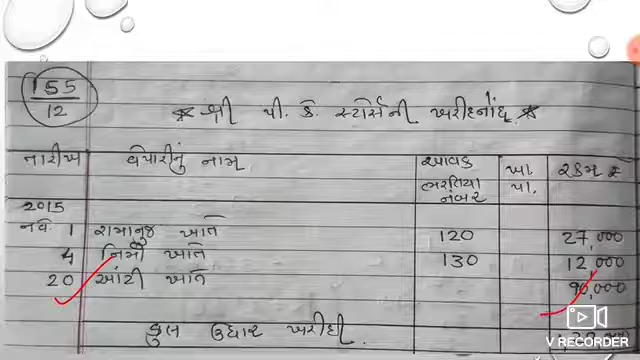 155
12
★ શ્રી પી. કે. સ્ટોર્સની ખરીદનોંધ ★
તારીખ વેપારીનું નામ આવક ભરતિયા નંબર ખા. પા. રકમ ₹
2015
નવે. 1 રામાનુજ ખાતે 120 27,000
4 નિમી ખાતે 130 12,000
20 આંટી ખાતે 90,000
કુલ ઉધાર ખરીદી
V RECORDER